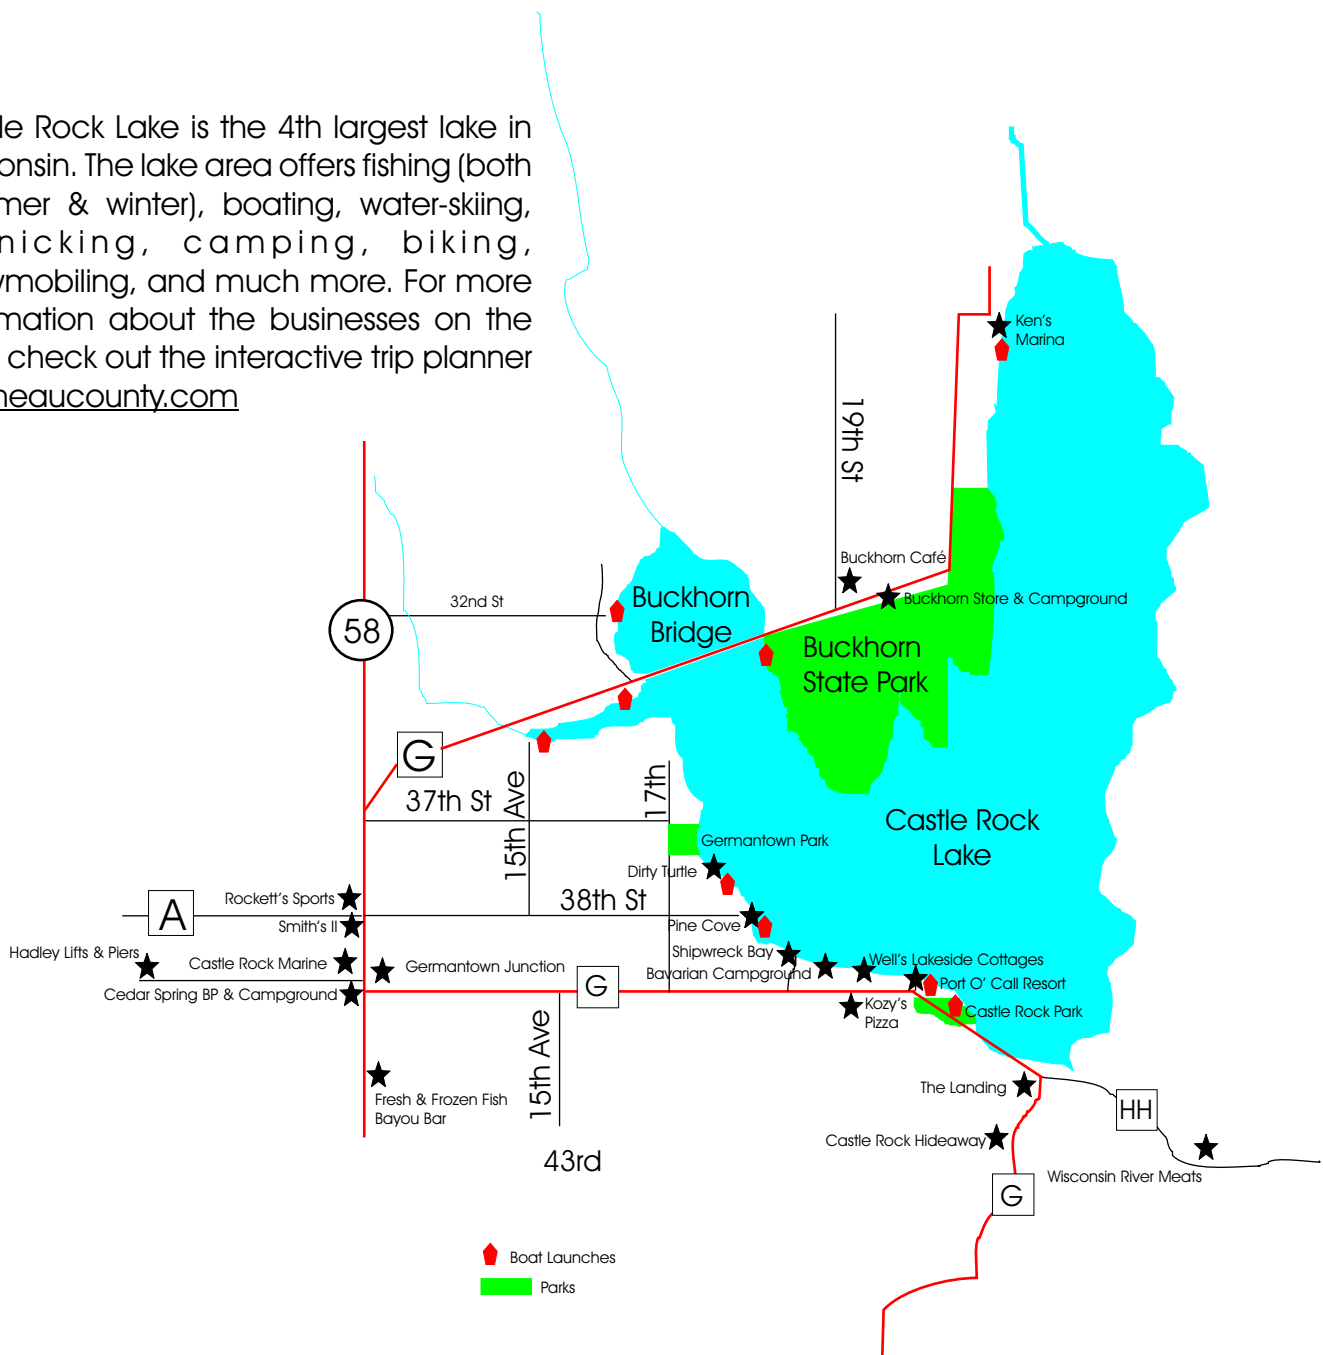 le Rock Lake is the 4th largest lake in
onsin. The lake area offers fishing (both
mer & winter), boating, water-skiing,
nicking, camping, biking,
mobiling, and much more. For more
mation about the businesses on the
check out the interactive trip planner
neaucounty.com
Ken's
Marina
19th St
Buckhorn Café
Buckhorn Store & Campground
32nd St
Buckhorn
Bridge
58
Buckhorn
State Park
G
37th St
15th Ave
17th
Castle Rock
Lake
Germantown Park
Dirty Turtle
Rockett's Sports
38th St
A
Smith's II
Pine Cove
Hadley Lifts & Piers
Castle Rock Marine
Germantown Junction
Shipwreck Bay
Bavarian Campground
Well's Lakeside Cottages
Cedar Spring BP & Campground
G
Port O' Call Resort
Kozy's
Pizza
Castle Rock Park
15th Ave
The Landing
Fresh & Frozen Fish
Bayou Bar
HH
Castle Rock Hideaway
43rd
Wisconsin River Meats
G
Boat Launches
Parks